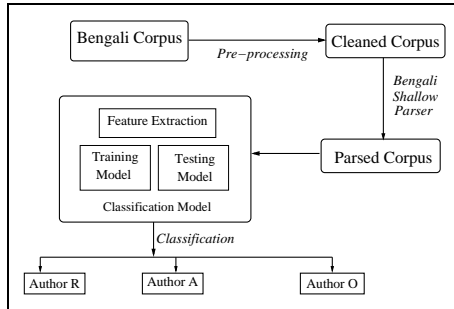 Bengali Corpus
Pre-processing
Cleaned Corpus
Bengali
Shallow
Parser
Parsed Corpus
Feature Extraction
Training
Model
Testing
Model
Classification Model
Classification
Author R
Author A
Author O